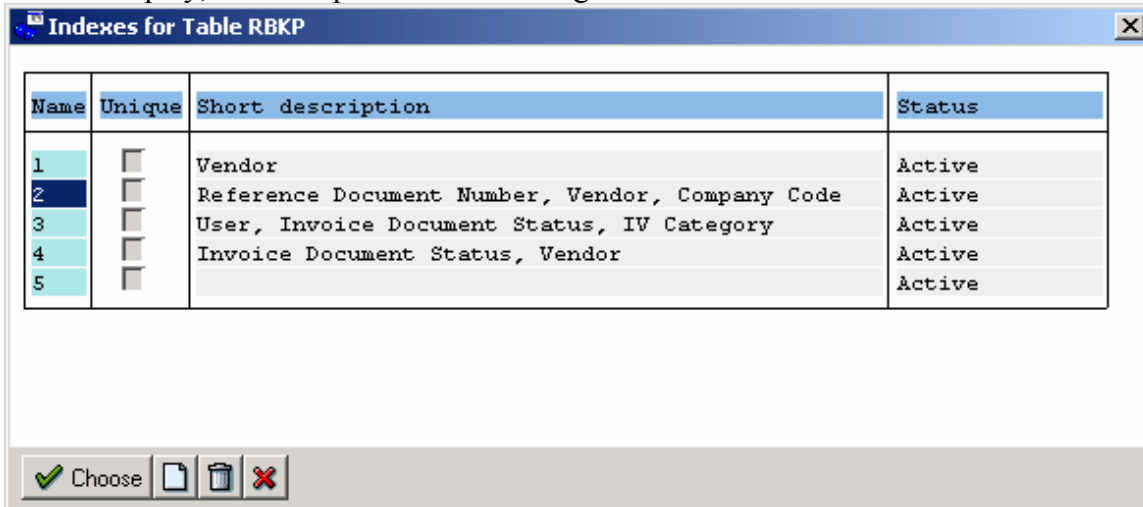 Indexes for Table RBKP
Name Unique Short description Status
1 Vendor Active
2 Reference Document Number, Vendor, Company Code Active
3 User, Invoice Document Status, IV Category Active
4 Invoice Document Status, Vendor Active
5 Active
Choose